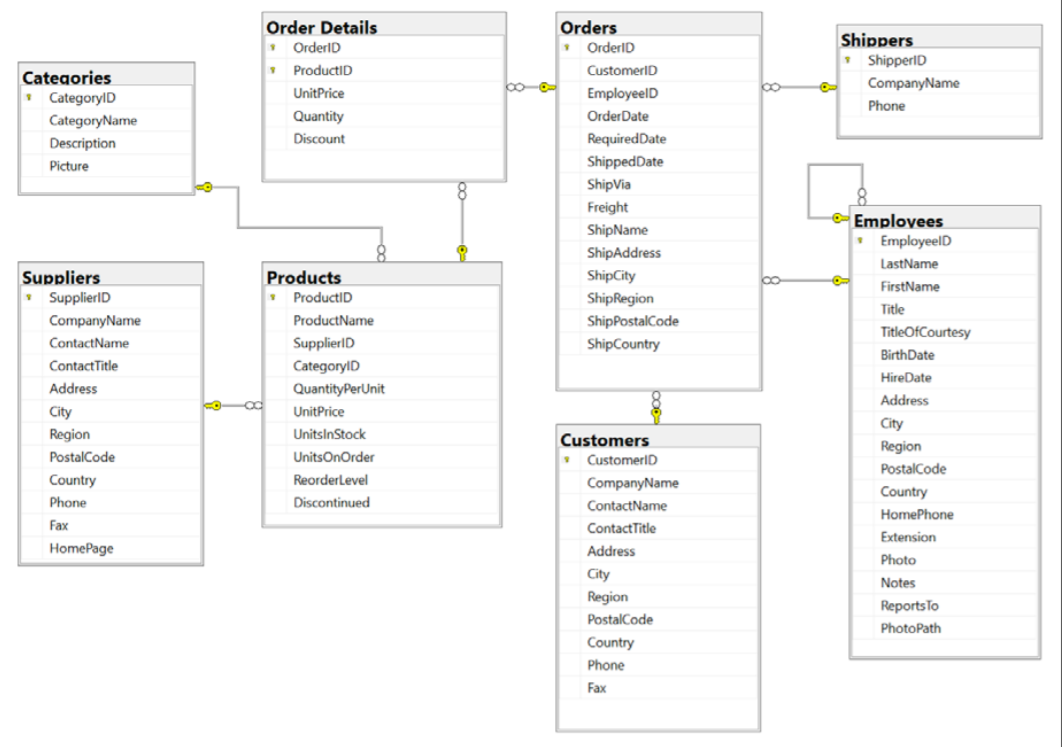 Categories
CategoryID
CategoryName
Description
Picture
Order Details
OrderID
ProductID
UnitPrice
Quantity
Discount
Orders
OrderID
CustomerID
EmployeeID
OrderDate
RequiredDate
ShippedDate
ShipVia
Freight
ShipName
ShipAddress
ShipCity
ShipRegion
ShipPostalCode
ShipCountry
Shippers
ShipperID
CompanyName
Phone
Suppliers
SupplierID
CompanyName
ContactName
ContactTitle
Address
City
Region
PostalCode
Country
Phone
Fax
HomePage
Products
ProductID
ProductName
SupplierID
CategoryID
QuantityPerUnit
UnitPrice
UnitsInStock
UnitsOnOrder
ReorderLevel
Discontinued
Customers
CustomerID
CompanyName
ContactName
ContactTitle
Address
City
Region
PostalCode
Country
Phone
Fax
Employees
EmployeeID
LastName
FirstName
Title
TitleOfCourtesy
BirthDate
HireDate
Address
City
Region
PostalCode
Country
HomePhone
Extension
Photo
Notes
ReportsTo
PhotoPath